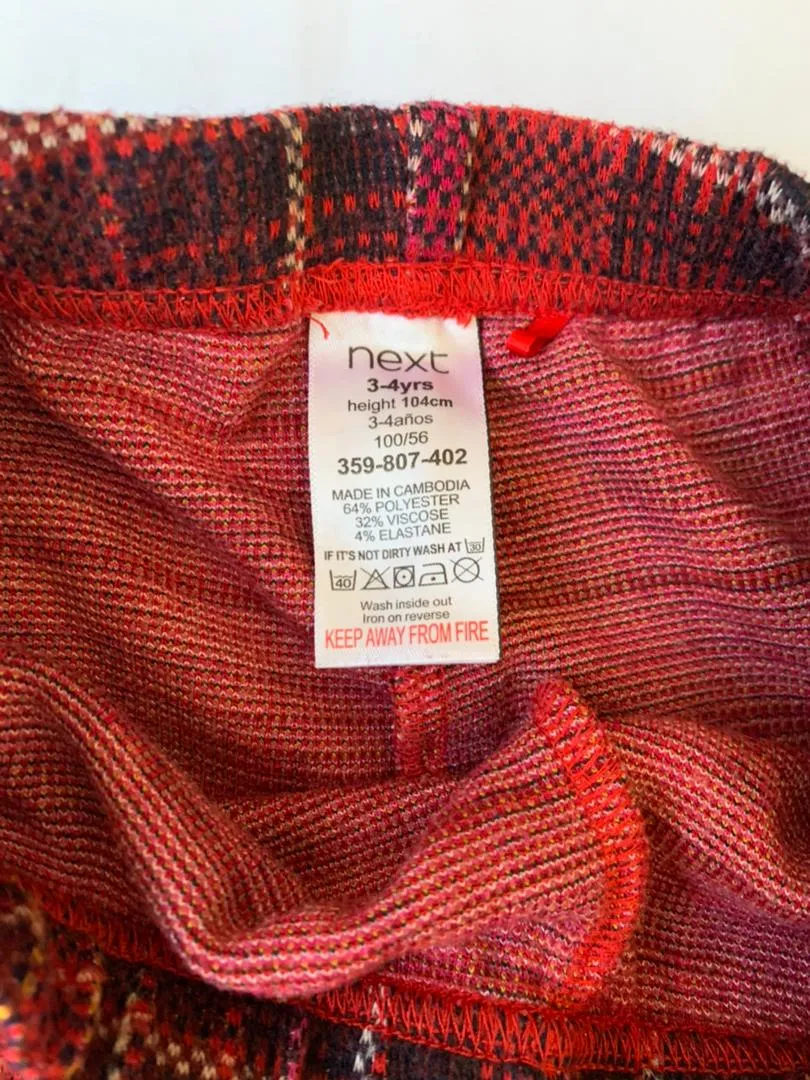 next
3-4yrs
height 104cm
3-4años
100/56
359-807-402
MADE IN CAMBODIA
64% POLYESTER
32% VISCOSE
4% ELASTANE
IF IT'S NOT DIRTY WASH AT 30
40
Wash inside out
Iron on reverse
KEEP AWAY FROM FIRE